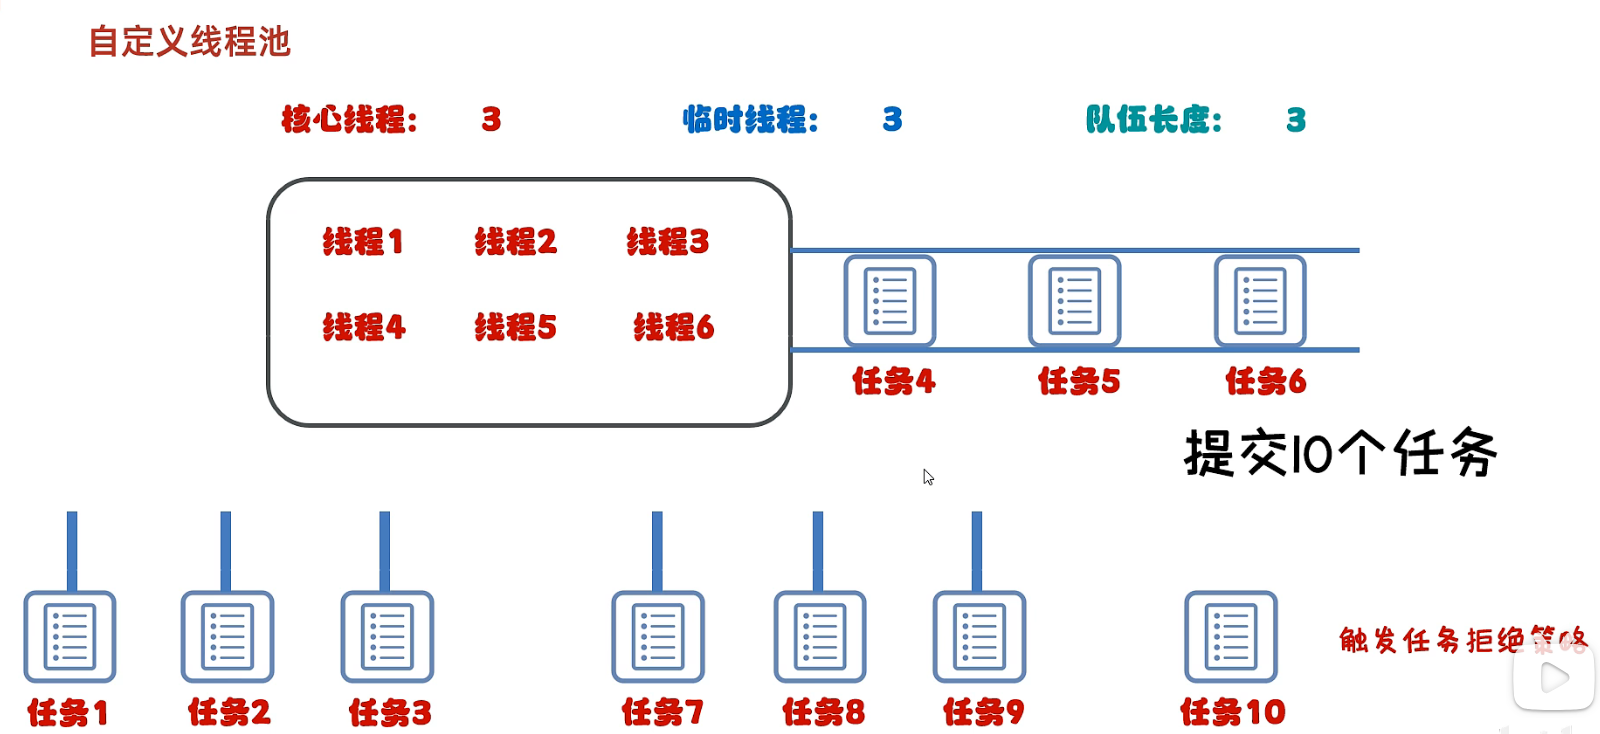 自定义线程池
核心线程: 3 临时线程: 3 队伍长度: 3
线程1 线程2 线程3
线程4 线程5 线程6
任务4 任务5 任务6
提交10个任务
触发任务拒绝策略
任务1 任务2 任务3 任务7 任务8 任务9 任务10